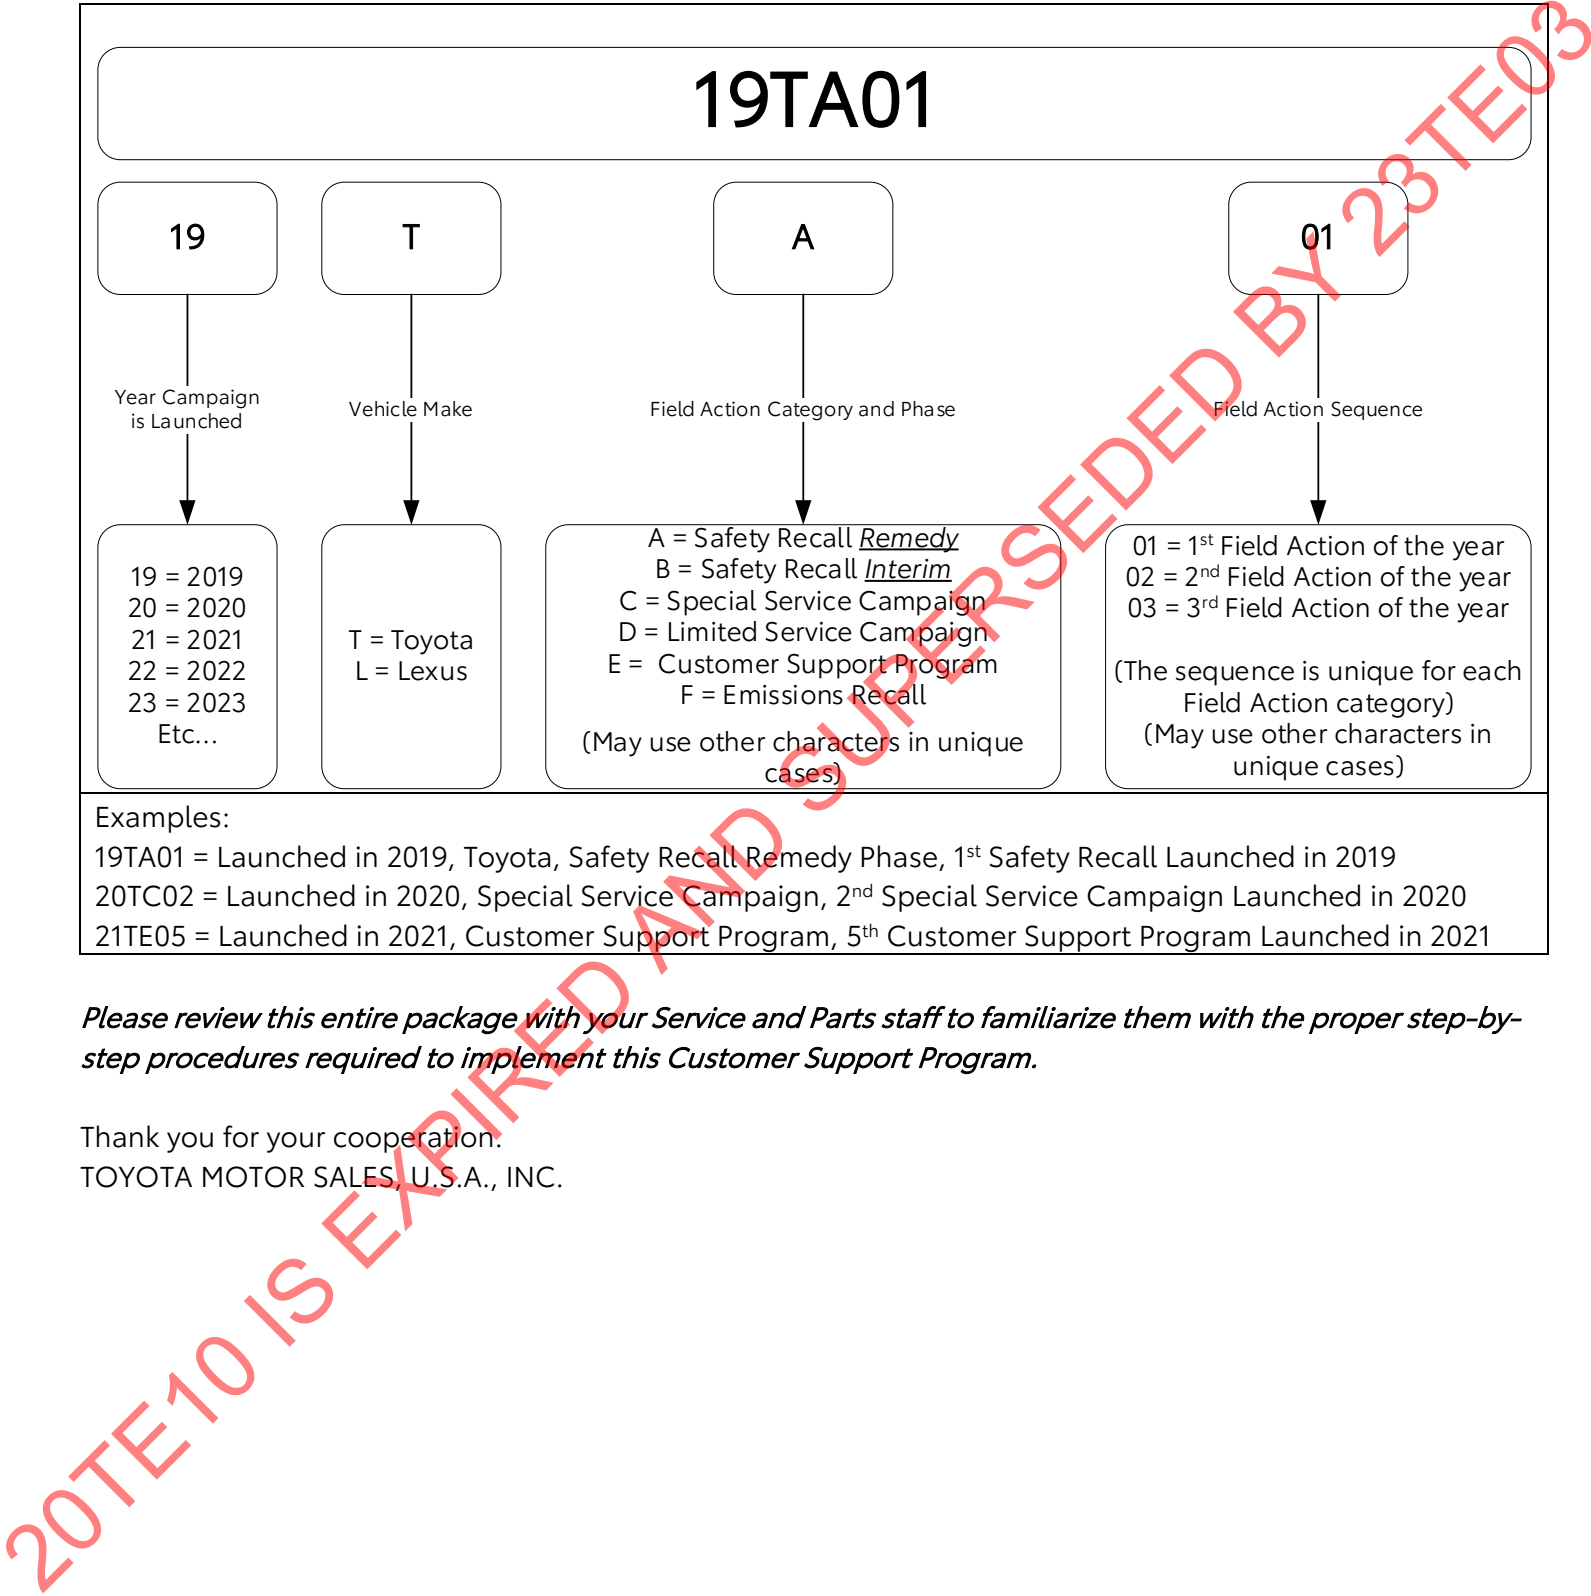 19TA01
19
T
A
01
Year Campaign
is Launched
Vehicle Make
Field Action Category and Phase
Field Action Sequence
19 = 2019
20 = 2020
21 = 2021
22 = 2022
23 = 2023
Etc...
T = Toyota
L = Lexus
A = Safety Recall Remedy
B = Safety Recall Interim
C = Special Service Campaign
D = Limited Service Campaign
E = Customer Support Program
F = Emissions Recall
(May use other characters in unique
cases)
01 = 1st Field Action of the year
02 = 2nd Field Action of the year
03 = 3rd Field Action of the year
(The sequence is unique for each
Field Action category)
(May use other characters in
unique cases)
Examples:
19TA01 = Launched in 2019, Toyota, Safety Recall Remedy Phase, 1st Safety Recall Launched in 2019
20TC02 = Launched in 2020, Special Service Campaign, 2nd Special Service Campaign Launched in 2020
21TE05 = Launched in 2021, Customer Support Program, 5th Customer Support Program Launched in 2021
Please review this entire package with your Service and Parts staff to familiarize them with the proper step-by-
step procedures required to implement this Customer Support Program.
Thank you for your cooperation.
TOYOTA MOTOR SALES, U.S.A., INC.
20TE10 IS EXPIRED AND SUPERSEDED BY 23TE03